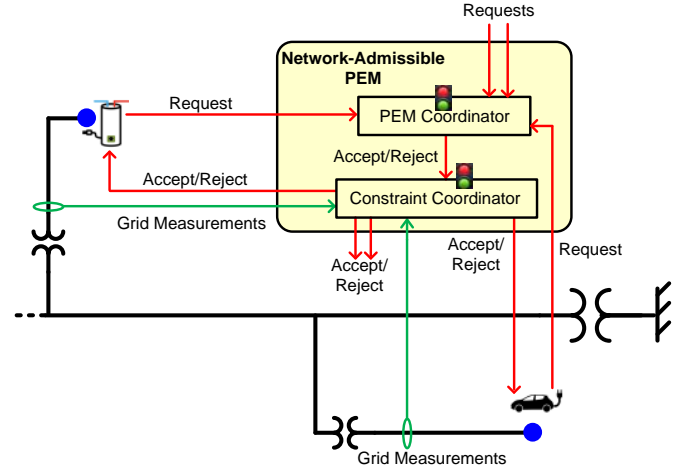 Requests
Network-Admissible
PEM
Request
PEM Coordinator
Accept/Reject
Accept/Reject
Constraint Coordinator
Grid Measurements
Accept/
Reject
Accept/
Reject
Request
Grid Measurements